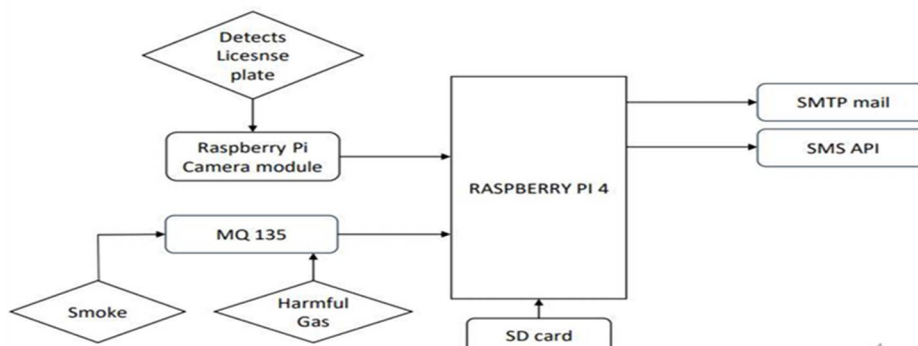 Detects
Licesnse
plate
SMTP mail
Raspberry Pi
Camera module
SMS API
RASPBERRY PI 4
MQ 135
Smoke
Harmful
Gas
SD card